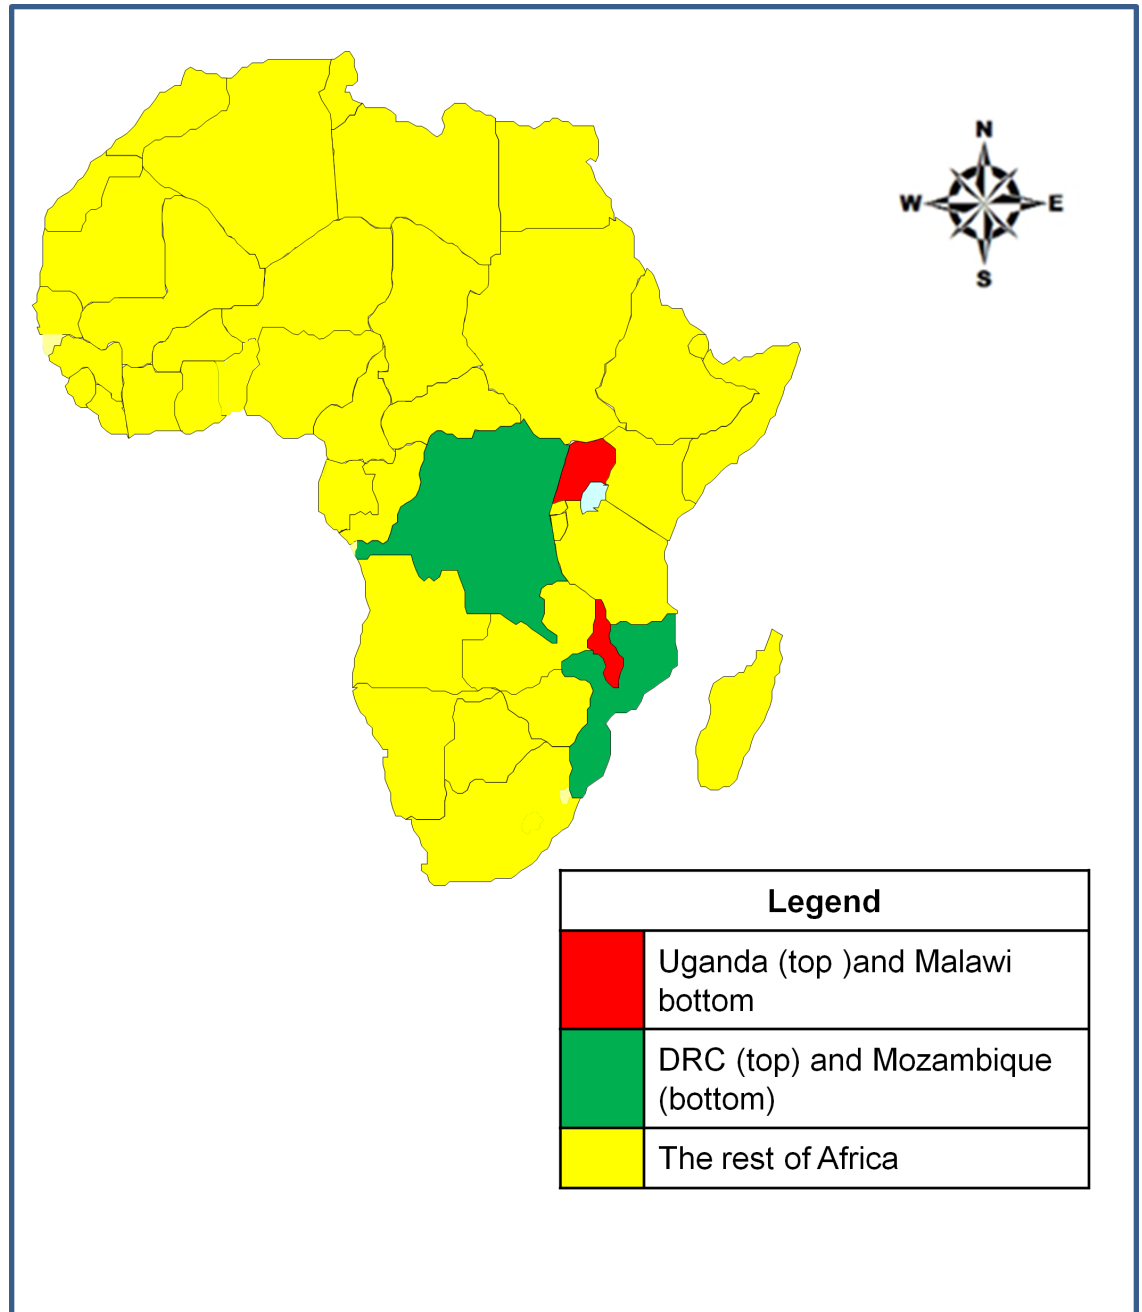 N
W E
S
Legend
Uganda (top )and Malawi
bottom
DRC (top) and Mozambique
(bottom)
The rest of Africa